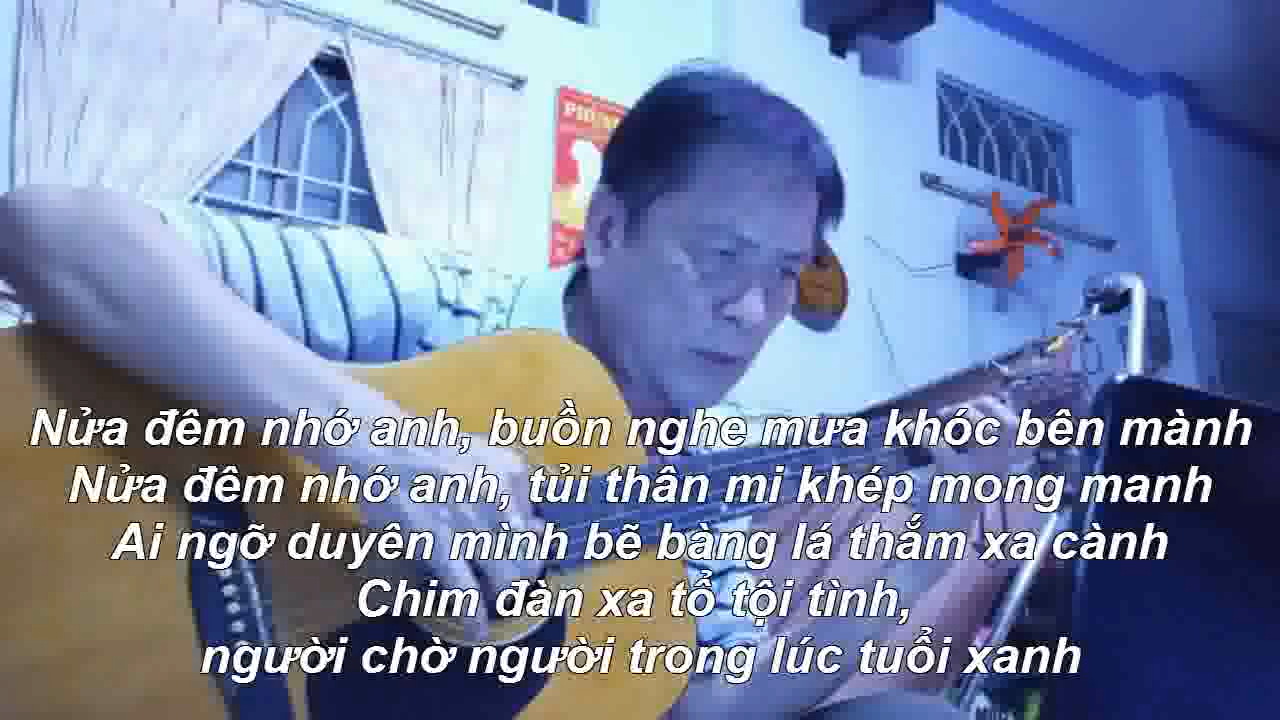 Nửa đêm nhớ anh, buồn nghe mưa khóc bên mành
Nửa đêm nhớ anh, tủi thân mi khép mong manh
Ai ngỡ duyên mình bẽ bàng lá thắm xa cành
Chim đàn xa tổ tội tình,
người chờ người trong lúc tuổi xanh